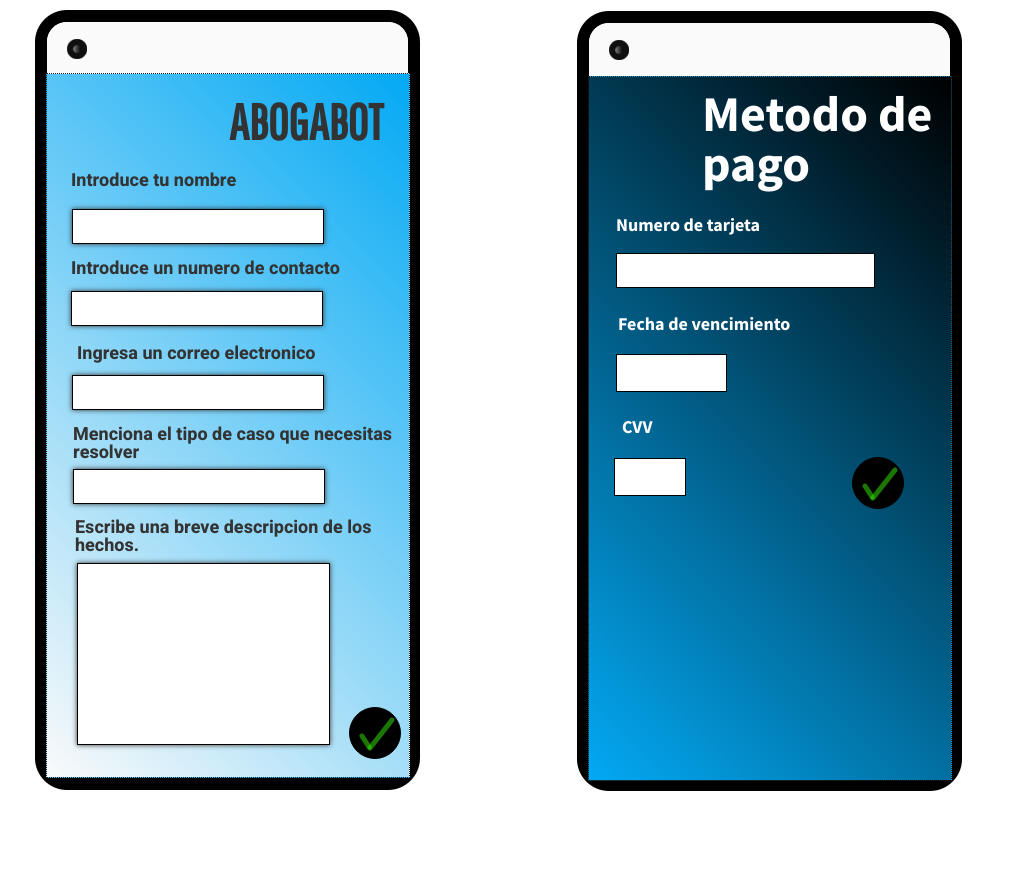 ABOGABOT
Introduce tu nombre
Introduce un numero de contacto
Ingresa un correo electronico
Menciona el tipo de caso que necesitas
resolver
Escribe una breve descripcion de los
hechos.
Metodo de
pago
Numero de tarjeta
Fecha de vencimiento
CVV